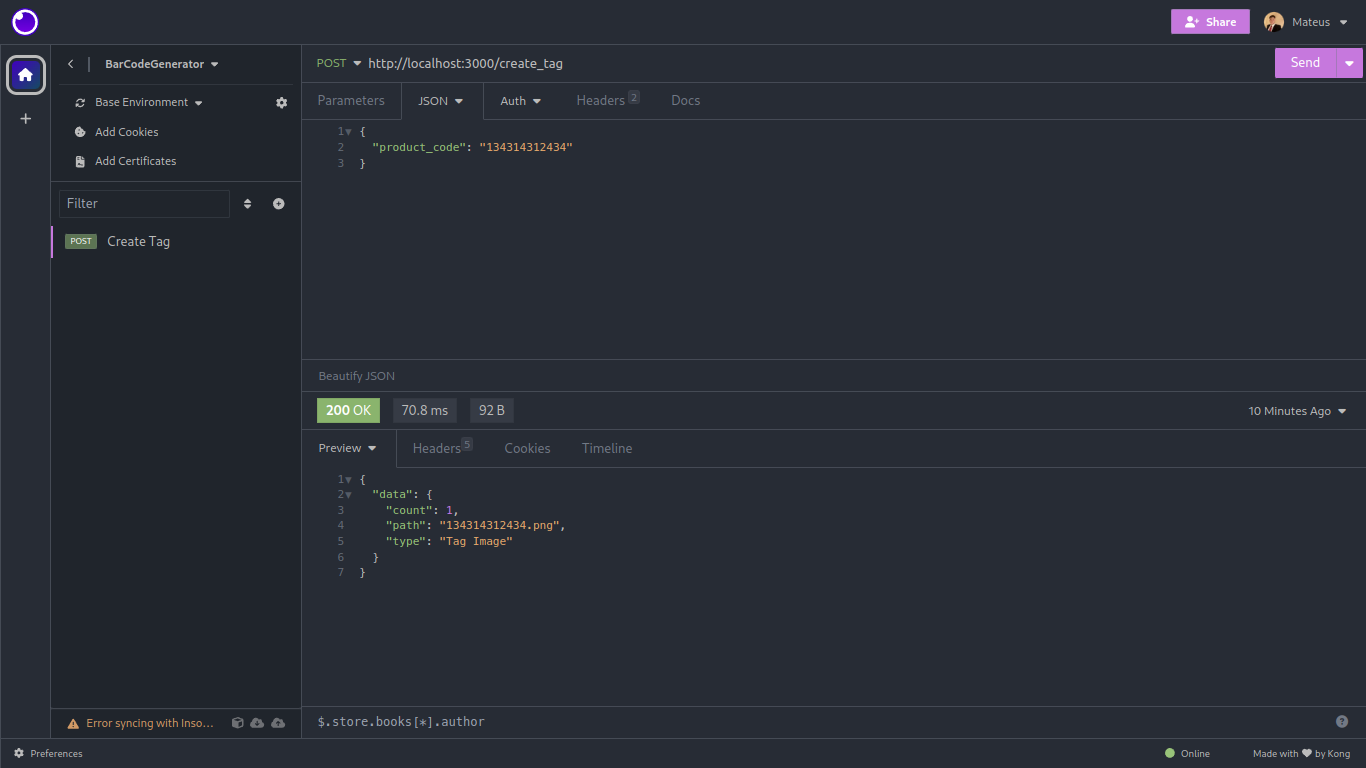 Share
Mateus
BarCodeGenerator
Base Environment
Add Cookies
Add Certificates
Filter
POST Create Tag
Error syncing with Inso...
POST http://localhost:3000/create_tag
Send
Parameters JSON Auth Headers 2 Docs
1 {
2 "product_code": "134314312434"
3 }
Beautify JSON
200 OK 70.8 ms 92 B 10 Minutes Ago
Preview Headers 5 Cookies Timeline
1 {
2 "data": {
3 "count": 1,
4 "path": "134314312434.png",
5 "type": "Tag Image"
6 }
7 }
$.store.books[*].author
?
Preferences
Online
Made with ♥ by Kong